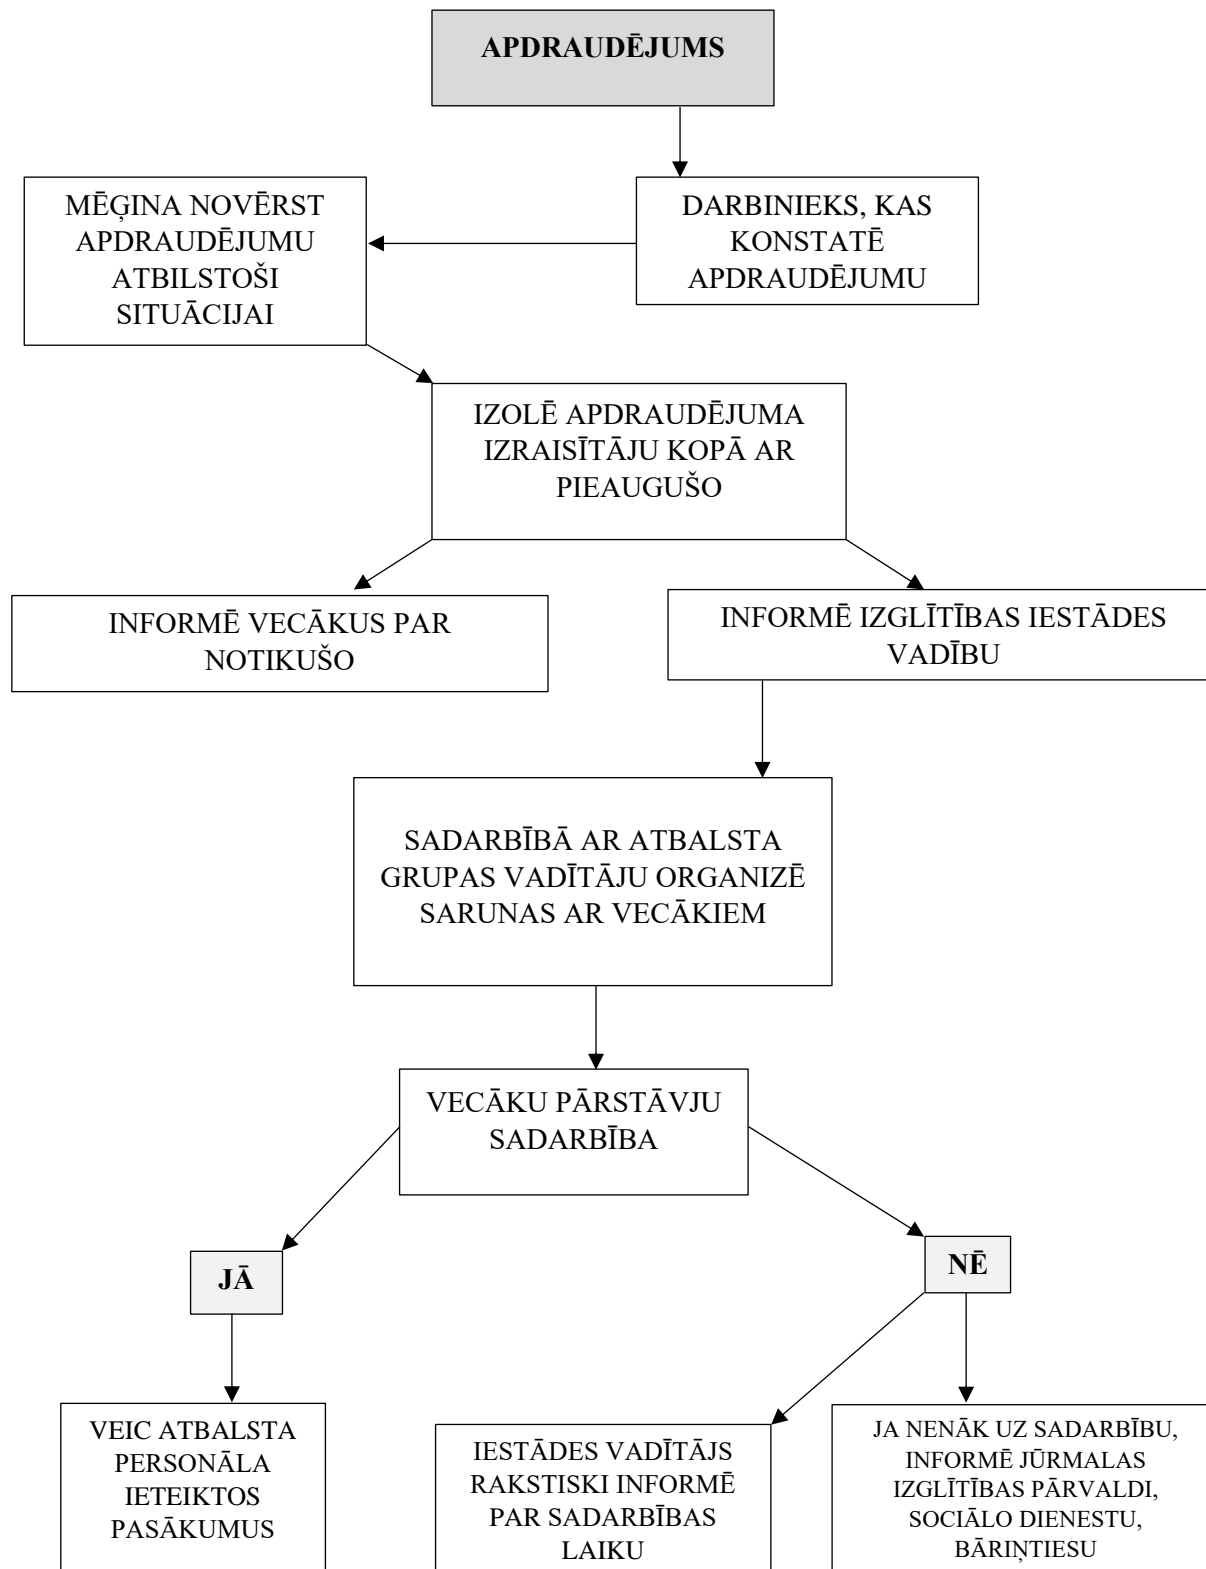 APDRAUDĒJUMS
MĒĢINA NOVĒRST
APDRAUDĒJUMU
ATBILSTOŠI
SITUĀCIJAI
DARBINIEKS, KAS
KONSTATĒ
APDRAUDĒJUMU
IZOLĒ APDRAUDĒJUMA
IZRAISĪTĀJU KOPĀ AR
PIEAUGUŠO
INFORMĒ VECĀKUS PAR
NOTIKUŠO
INFORMĒ IZGLĪTĪBAS IESTĀDES
VADĪBU
SADARBĪBĀ AR ATBALSTA
GRUPAS VADĪTĀJU ORGANIZĒ
SARUNAS AR VECĀKIEM
VECĀKU PĀRSTĀVJU
SADARBĪBA
JĀ
NĒ
VEIC ATBALSTA
PERSONĀLA
IETEIKTOS
PASĀKUMUS
IESTĀDES VADĪTĀJS
RAKSTISKI INFORMĒ
PAR SADARBĪBAS
LAIKU
JA NENĀK UZ SADARBĪBU,
INFORMĒ JŪRMALAS
IZGLĪTĪBAS PĀRVALDI,
SOCIĀLO DIENESTU,
BĀRIŅTIESU